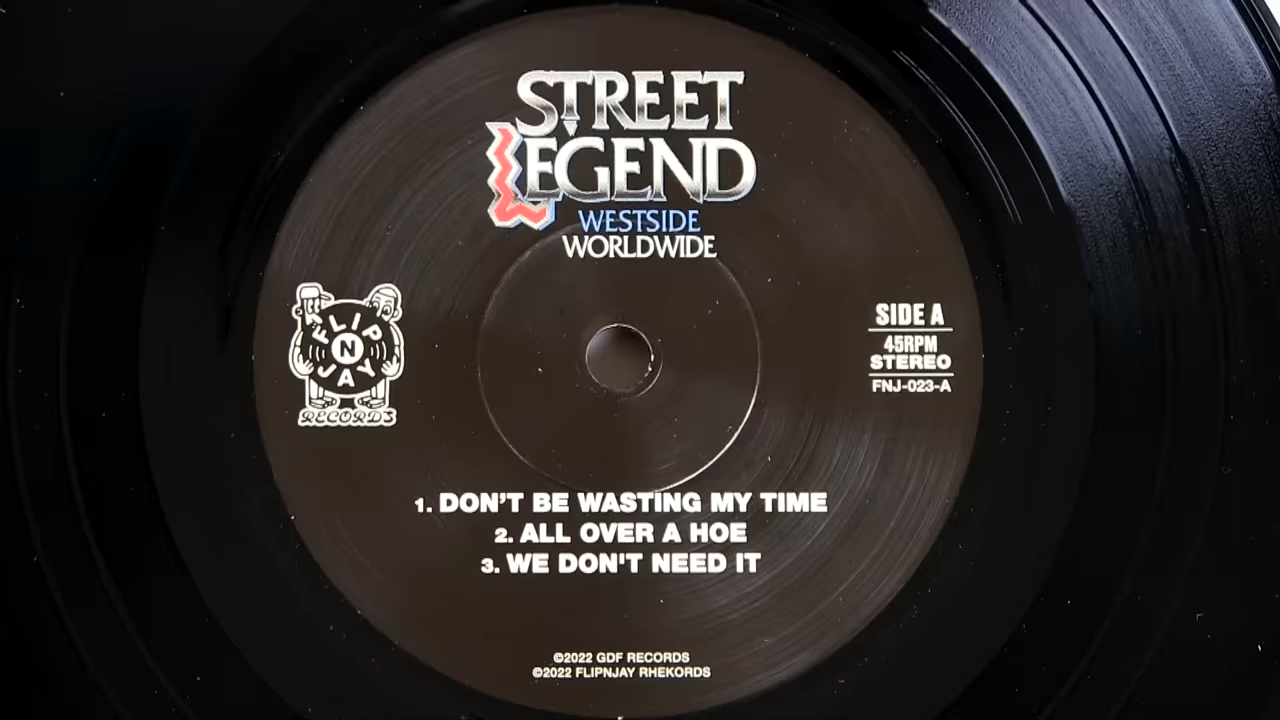 STREET
LEGEND
WESTSIDE
WORLDWIDE
FLIP
N
JAY
RECORDS
SIDE A
45RPM
STEREO
FNJ-023-A
1. DON'T BE WASTING MY TIME
2. ALL OVER A HOE
3. WE DON'T NEED IT
©2022 GDF RECORDS
©2022 FLIPNJAY RHEKORDS